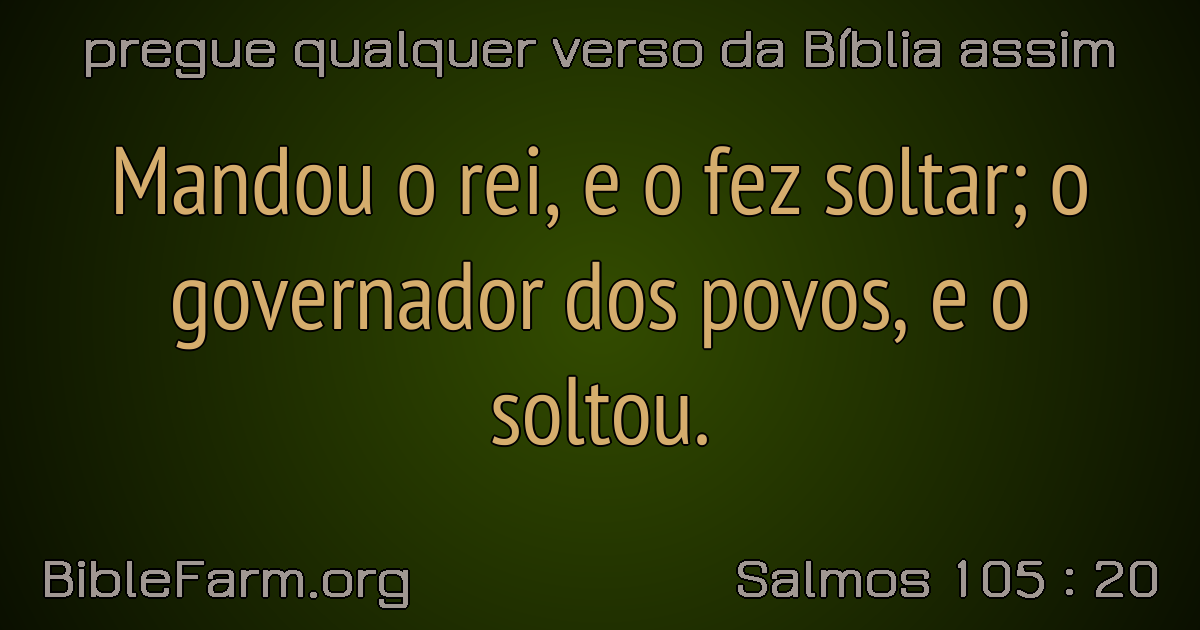 pregue qualquer verso da Bíblia assim
Mandou o rei, e o fez soltar; o
governador dos povos, e o
soltou.
BibleFarm.org
Salmos 105 : 20